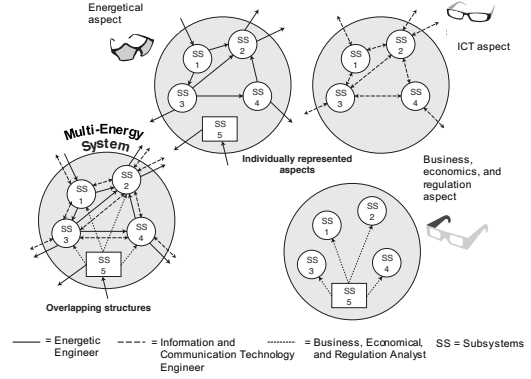 Energetical
aspect
SS
1
SS
2
SS
3
SS
4
SS
5
SS
1
SS
2
SS
3
SS
4
ICT aspect
Individually represented
aspects
Multi-Energy
System
SS
1
SS
2
SS
3
SS
4
SS
5
Overlapping structures
Business,
economics, and
regulation
aspect
SS
1
SS
2
SS
3
SS
4
SS
5
= Energetic
Engineer
= Information and
Communication Technology
Engineer
= Business, Economical,
and Regulation Analyst
SS = Subsystems